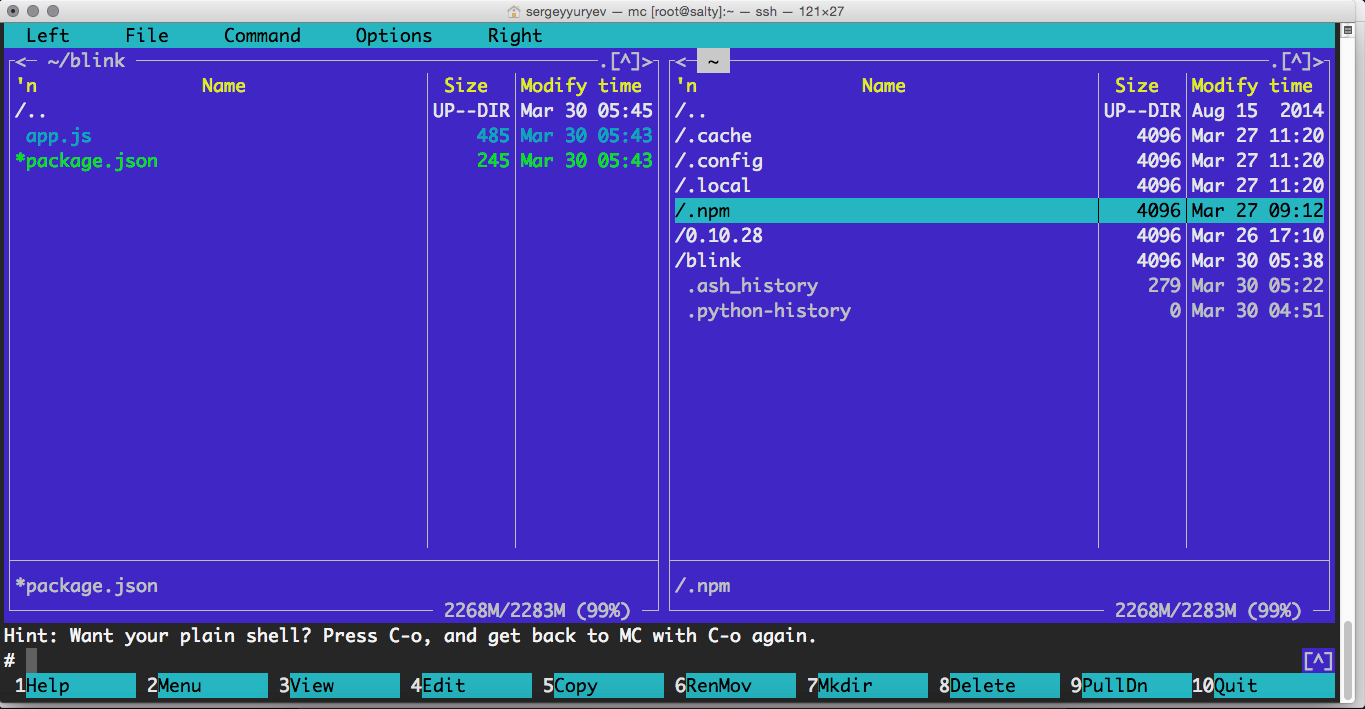 sergeyyuryev — mc [root@salty]:~ — ssh — 121×27
Left File Command Options Right
<— ~/blink .[^]> <— ~ .[^]>
'n Name Size Modify time 'n Name Size Modify time
/.. UP--DIR Mar 30 05:45 /.. UP--DIR Aug 15 2014
app.js 485 Mar 30 05:43 /.cache 4096 Mar 27 11:20
*package.json 245 Mar 30 05:43 /.config 4096 Mar 27 11:20
/.local 4096 Mar 27 11:20
/.npm 4096 Mar 27 09:12
/0.10.28 4096 Mar 26 17:10
/blink 4096 Mar 30 05:38
.ash_history 279 Mar 30 05:22
.python-history 0 Mar 30 04:51
*package.json /.npm
2268M/2283M (99%) 2268M/2283M (99%)
Hint: Want your plain shell? Press C-o, and get back to MC with C-o again.
# [^]
1Help 2Menu 3View 4Edit 5Copy 6RenMov 7Mkdir 8Delete 9PullDn 10Quit